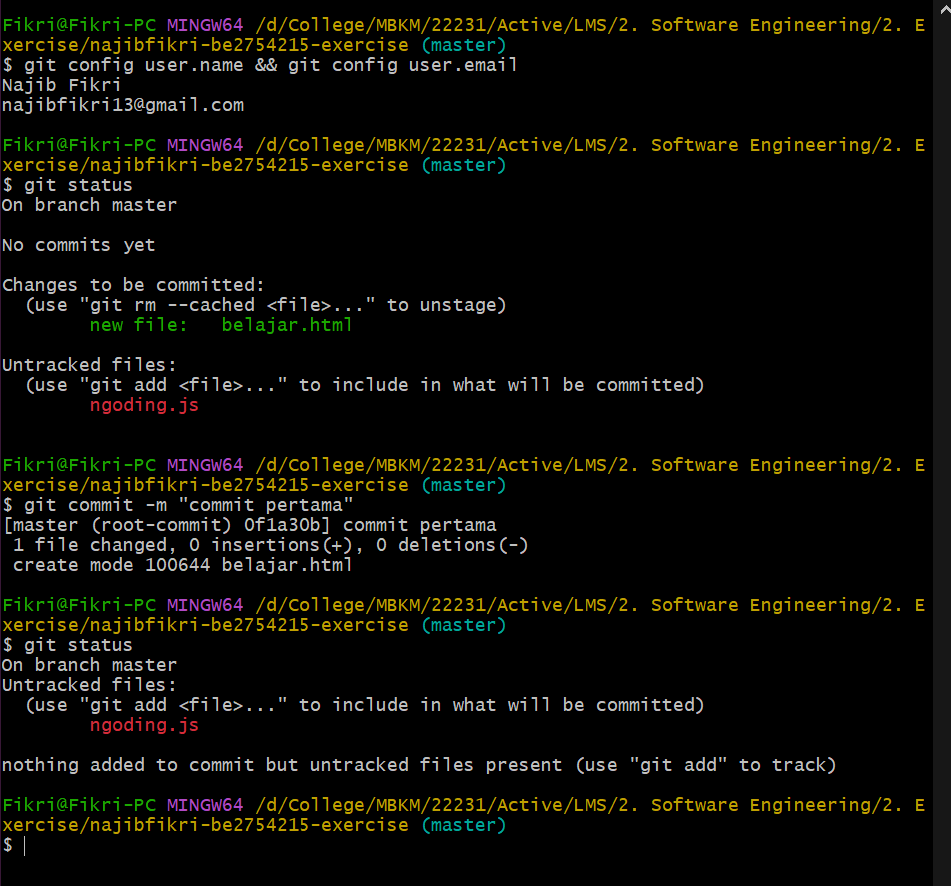 Fikri@Fikri-PC MINGW64 /d/College/MBKM/22231/Active/LMS/2. Software Engineering/2. E
xercise/najibfikri-be2754215-exercise (master)
$ git config user.name && git config user.email
Najib Fikri
najibfikri13@gmail.com
Fikri@Fikri-PC MINGW64 /d/College/MBKM/22231/Active/LMS/2. Software Engineering/2. E
xercise/najibfikri-be2754215-exercise (master)
$ git status
On branch master
No commits yet
Changes to be committed:
  (use "git rm --cached <file>..." to unstage)
        new file:   belajar.html
Untracked files:
  (use "git add <file>..." to include in what will be committed)
        ngoding.js
Fikri@Fikri-PC MINGW64 /d/College/MBKM/22231/Active/LMS/2. Software Engineering/2. E
xercise/najibfikri-be2754215-exercise (master)
$ git commit -m "commit pertama"
[master (root-commit) 0f1a30b] commit pertama
 1 file changed, 0 insertions(+), 0 deletions(-)
 create mode 100644 belajar.html
Fikri@Fikri-PC MINGW64 /d/College/MBKM/22231/Active/LMS/2. Software Engineering/2. E
xercise/najibfikri-be2754215-exercise (master)
$ git status
On branch master
Untracked files:
  (use "git add <file>..." to include in what will be committed)
        ngoding.js
nothing added to commit but untracked files present (use "git add" to track)
Fikri@Fikri-PC MINGW64 /d/College/MBKM/22231/Active/LMS/2. Software Engineering/2. E
xercise/najibfikri-be2754215-exercise (master)
$